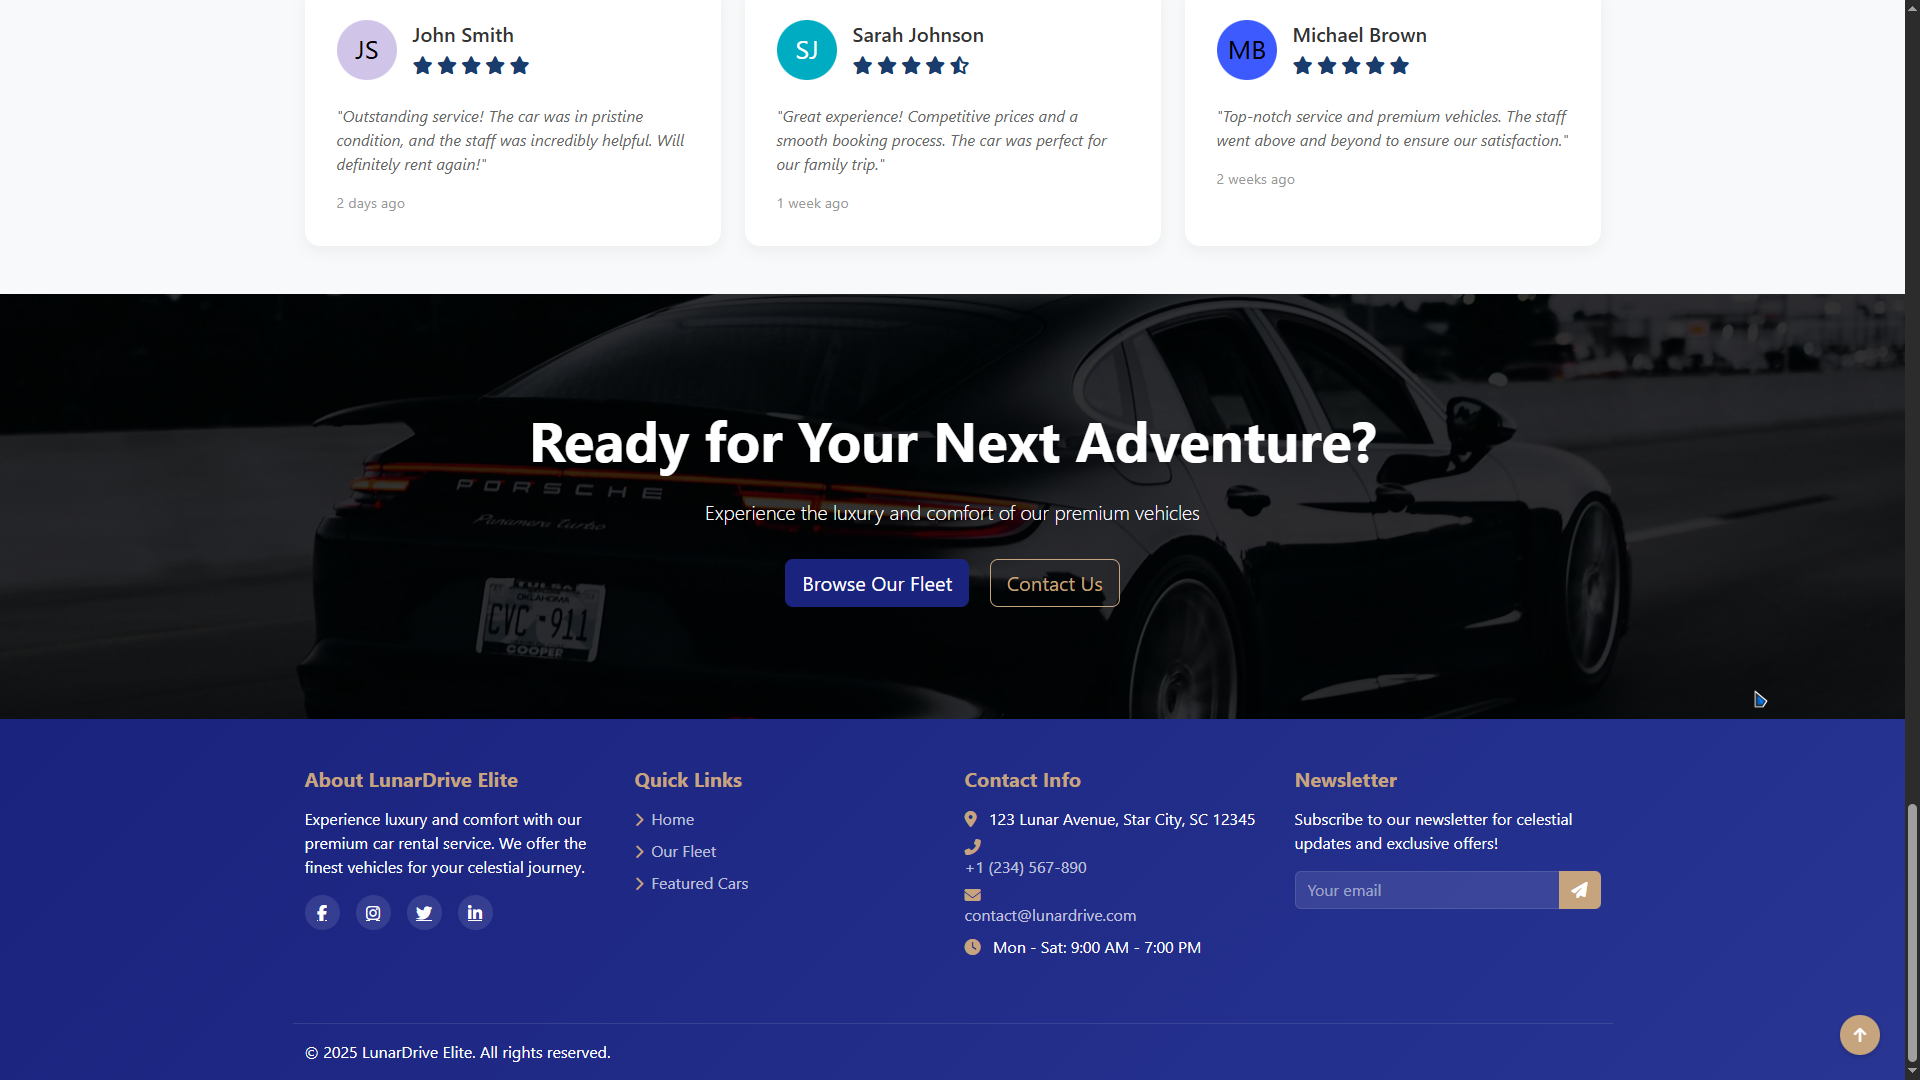 JS
John Smith
"Outstanding service! The car was in pristine
condition, and the staff was incredibly helpful. Will
definitely rent again!"
2 days ago
SJ
Sarah Johnson
"Great experience! Competitive prices and a
smooth booking process. The car was perfect for
our family trip."
1 week ago
MB
Michael Brown
"Top-notch service and premium vehicles. The staff
went above and beyond to ensure our satisfaction."
2 weeks ago
Ready for Your Next Adventure?
PORSCHE
Panamera turbo
Experience the luxury and comfort of our premium vehicles
Browse Our Fleet
Contact Us
OKLAHOMA
CVC-911
COOPER
About LunarDrive Elite
Experience luxury and comfort with our
premium car rental service. We offer the
finest vehicles for your celestial journey.
Quick Links
Home
Our Fleet
Featured Cars
Contact Info
123 Lunar Avenue, Star City, SC 12345
+1 (234) 567-890
contact@lunardrive.com
Mon - Sat: 9:00 AM - 7:00 PM
Newsletter
Subscribe to our newsletter for celestial
updates and exclusive offers!
Your email
© 2025 LunarDrive Elite. All rights reserved.